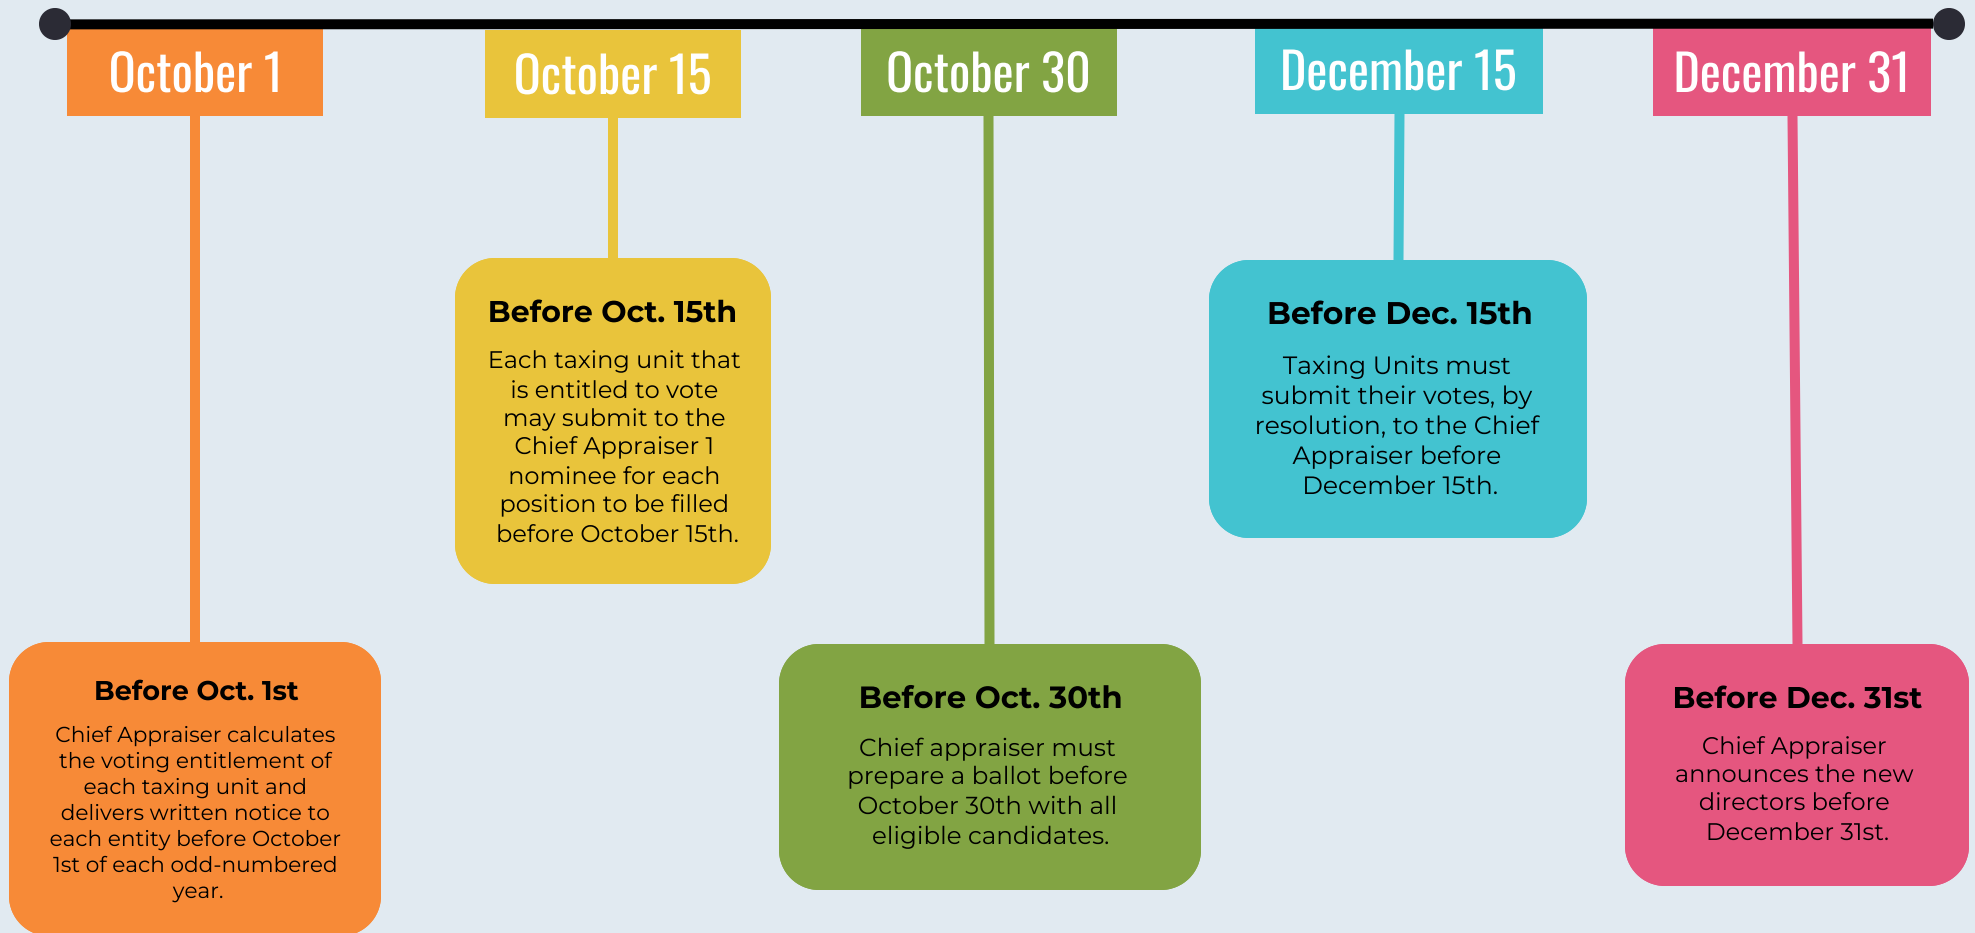 October 1
October 15
October 30
December 15
December 31
Before Oct. 15th
Each taxing unit that
is entitled to vote
may submit to the
Chief Appraiser 1
nominee for each
position to be filled
before October 15th.
Before Dec. 15th
Taxing Units must
submit their votes, by
resolution, to the Chief
Appraiser before
December 15th.
Before Oct. 1st
Chief Appraiser calculates
the voting entitlement of
each taxing unit and
delivers written notice to
each entity before October
1st of each odd-numbered
year.
Before Oct. 30th
Chief appraiser must
prepare a ballot before
October 30th with all
eligible candidates.
Before Dec. 31st
Chief Appraiser
announces the new
directors before
December 31st.